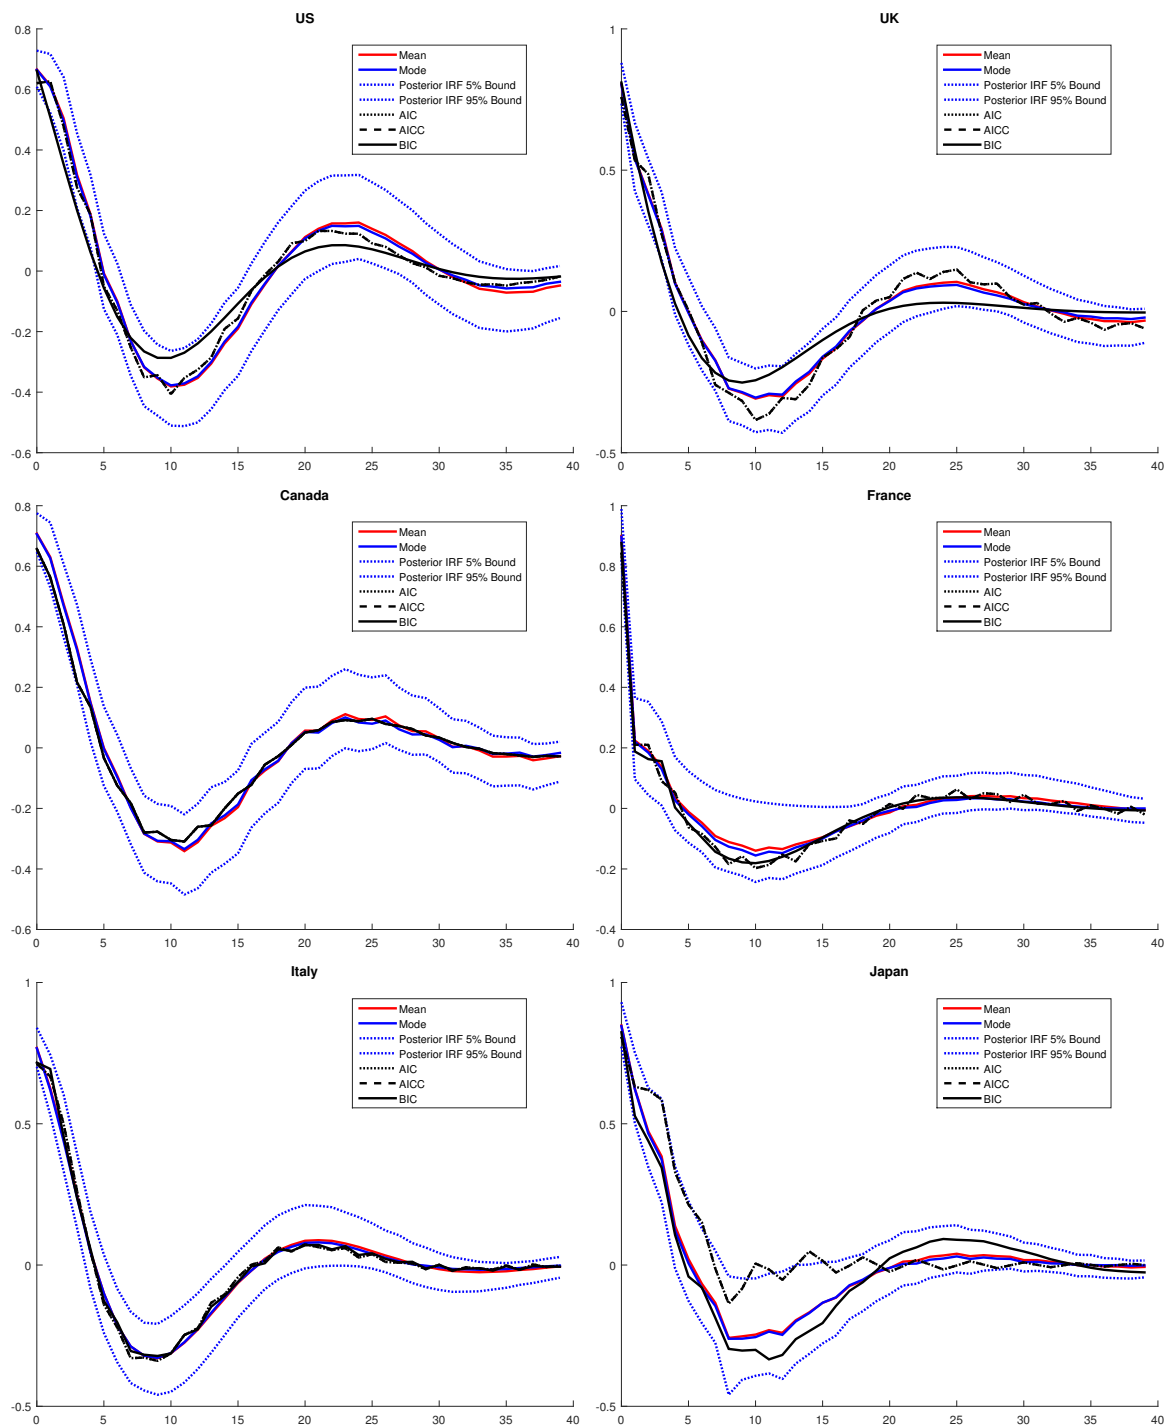 US
0.8
0.6
0.4
0.2
0
-0.2
-0.4
-0.6
0 5 10 15 20 25 30 35 40
Mean
Mode
Posterior IRF 5% Bound
Posterior IRF 95% Bound
AIC
AICC
BIC
UK
1
0.5
0
-0.5
0 5 10 15 20 25 30 35 40
Mean
Mode
Posterior IRF 5% Bound
Posterior IRF 95% Bound
AIC
AICC
BIC
Canada
0.8
0.6
0.4
0.2
0
-0.2
-0.4
-0.6
0 5 10 15 20 25 30 35 40
Mean
Mode
Posterior IRF 5% Bound
Posterior IRF 95% Bound
AIC
AICC
BIC
France
1
0.8
0.6
0.4
0.2
0
-0.2
-0.4
0 5 10 15 20 25 30 35 40
Mean
Mode
Posterior IRF 5% Bound
Posterior IRF 95% Bound
AIC
AICC
BIC
Italy
1
0.5
0
-0.5
0 5 10 15 20 25 30 35 40
Mean
Mode
Posterior IRF 5% Bound
Posterior IRF 95% Bound
AIC
AICC
BIC
Japan
1
0.5
0
-0.5
0 5 10 15 20 25 30 35 40
Mean
Mode
Posterior IRF 5% Bound
Posterior IRF 95% Bound
AIC
AICC
BIC